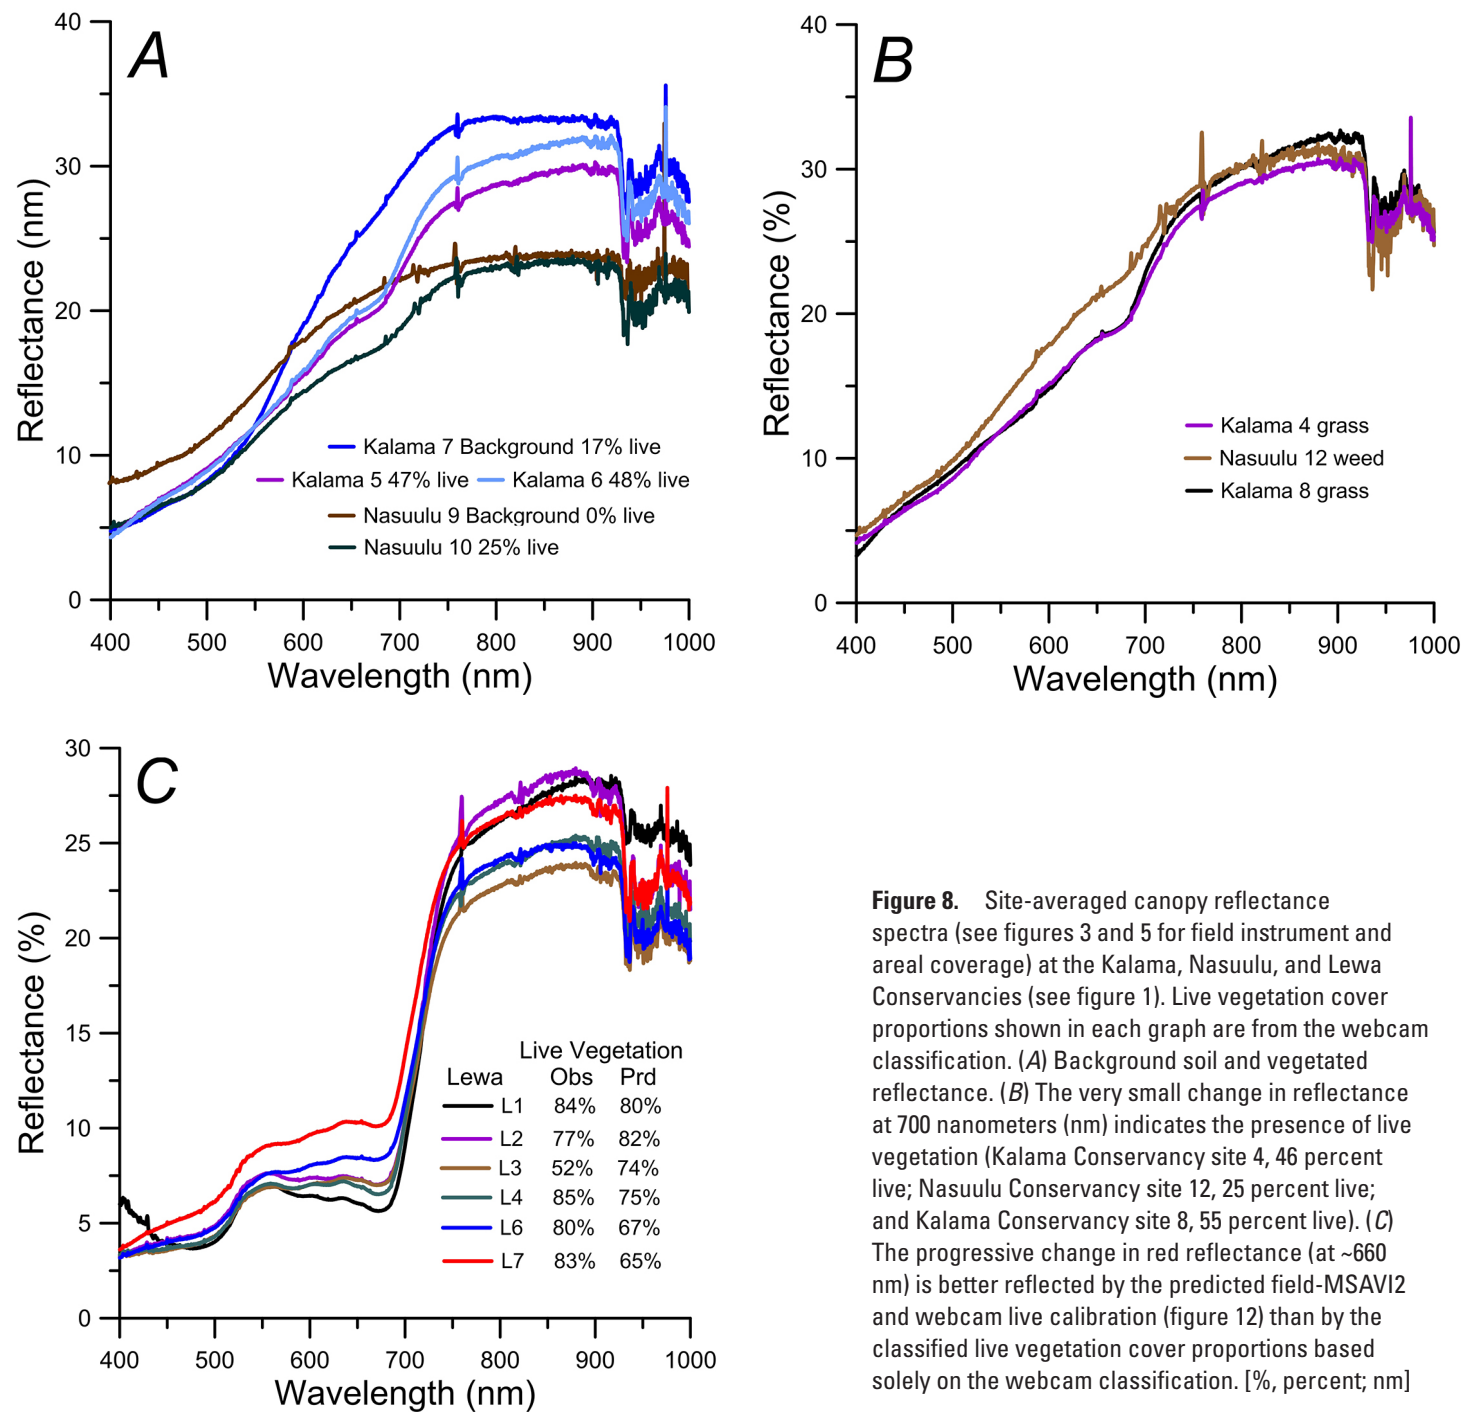 A
40
30
20
10
0
Reflectance (nm)
Kalama 7 Background 17% live
Kalama 5 47% live
Kalama 6 48% live
Nasuulu 9 Background 0% live
Nasuulu 10 25% live
400 500 600 700 800 900 1000
Wavelength (nm)
B
40
30
20
10
0
Reflectance (%)
Kalama 4 grass
Nasuulu 12 weed
Kalama 8 grass
400 500 600 700 800 900 1000
Wavelength (nm)
C
30
25
20
15
10
5
0
Reflectance (%)
Live Vegetation
Lewa Obs Prd
L1 84% 80%
L2 77% 82%
L3 52% 74%
L4 85% 75%
L6 80% 67%
L7 83% 65%
400 500 600 700 800 900 1000
Wavelength (nm)
Figure 8. Site-averaged canopy reflectance
spectra (see figures 3 and 5 for field instrument and
areal coverage) at the Kalama, Nasuulu, and Lewa
Conservancies (see figure 1). Live vegetation cover
proportions shown in each graph are from the webcam
classification. (A) Background soil and vegetated
reflectance. (B) The very small change in reflectance
at 700 nanometers (nm) indicates the presence of live
vegetation (Kalama Conservancy site 4, 46 percent
live; Nasuulu Conservancy site 12, 25 percent live;
and Kalama Conservancy site 8, 55 percent live). (C)
The progressive change in red reflectance (at ~660
nm) is better reflected by the predicted field-MSAVI2
and webcam live calibration (figure 12) than by the
classified live vegetation cover proportions based
solely on the webcam classification. [%, percent; nm]